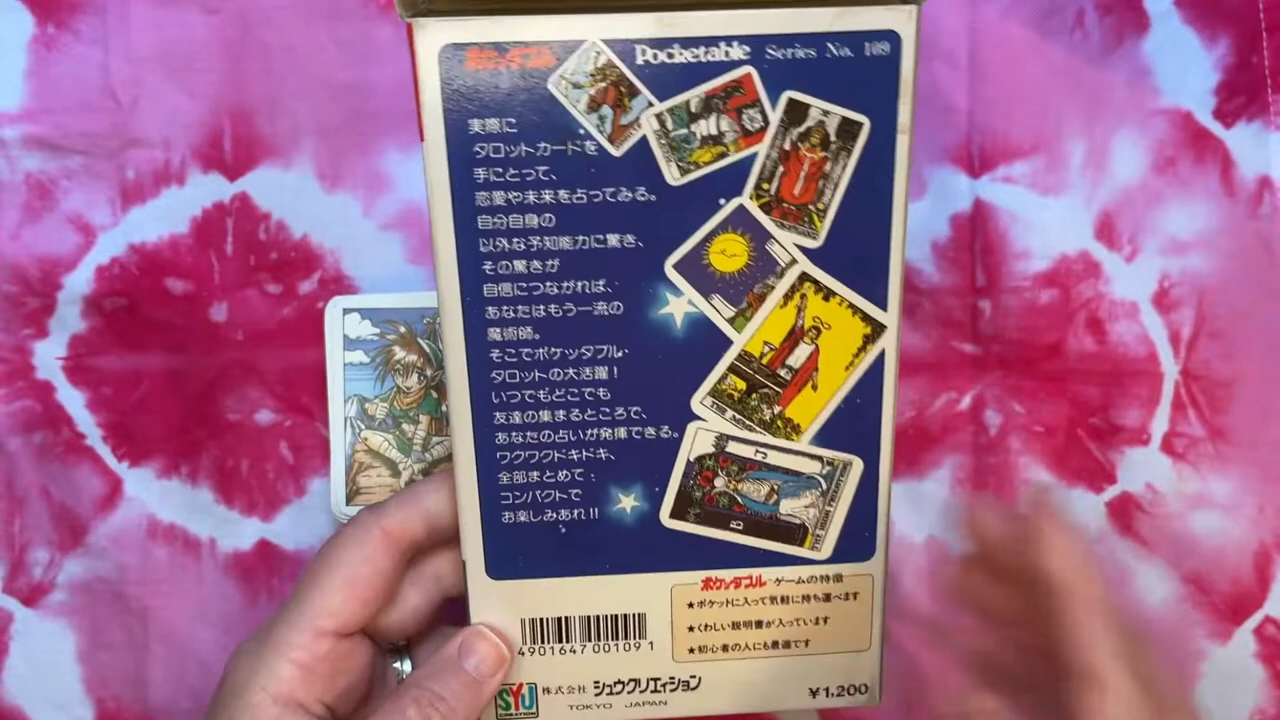 ポケッタブル Pocketable Series No. 109
実際に
タロットカードを
手にとって、
恋愛や未来を占ってみる。
自分自身の
以外な予知能力に驚き、
その驚きが
自信につながれば、
あなたはもう一流の
魔術師。
そこでポケッタブル・
タロットの大活躍！
いつでもどこでも
友達の集まるところで、
あなたの占いが発揮できる。
ワクワクドキドキ、
全部まとめて
コンパクトで
お楽しみあれ!!
J
B
THE HIGH PRIESTESS
ポケッタブル ゲームの特徴
★ポケットに入って気軽に持ち運べます
★くわしい説明書が入っています
★初心者の人にも最適です
4901647001091
SYU CREATION
株式会社 シュウクリエイション
TOKYO JAPAN
¥1,200